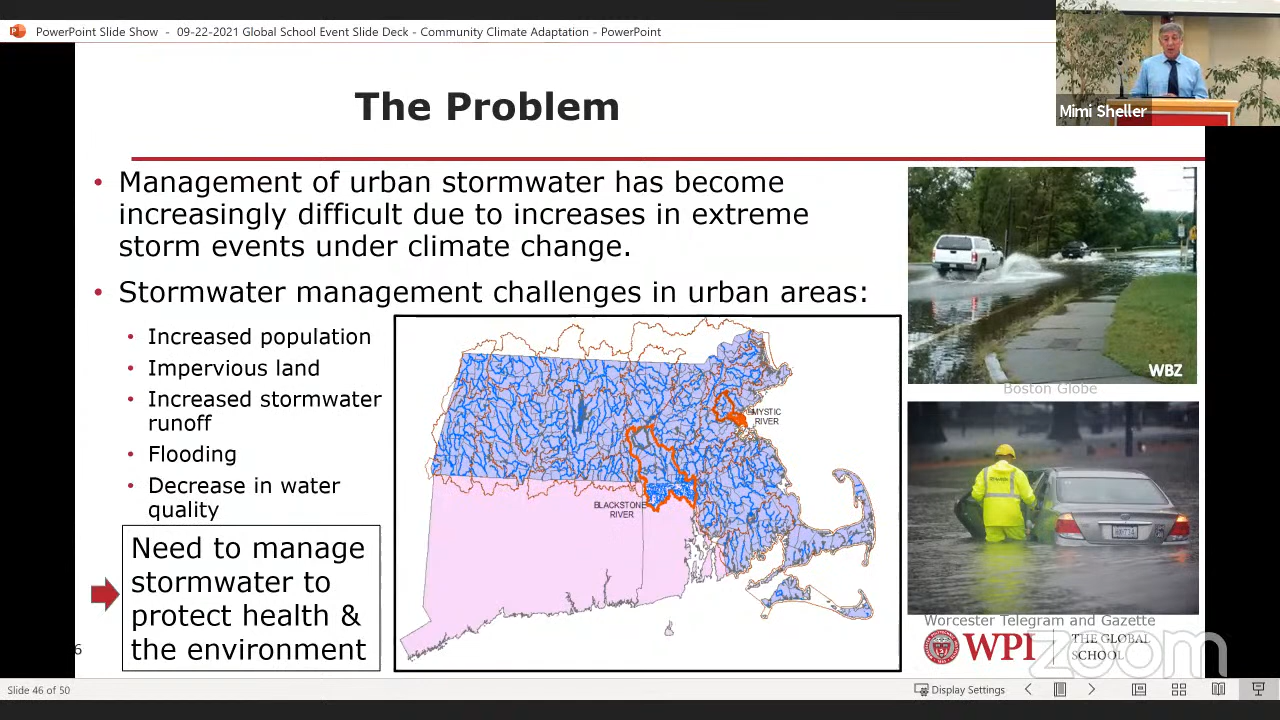 PowerPoint Slide Show - 09-22-2021 Global School Event Slide Deck - Community Climate Adaptation - PowerPoint
Mimi Sheller
The Problem
• Management of urban stormwater has become
increasingly difficult due to increases in extreme
storm events under climate change.
• Stormwater management challenges in urban areas:
• Increased population
• Impervious land
• Increased stormwater
runoff
• Flooding
• Decrease in water
quality
Need to manage
stormwater to
protect health &
the environment
MYSTIC
RIVER
BLACKSTONE
RIVER
WBZ
Boston Globe
Worcester Telegram and Gazette
WPI
THE GLOBAL
SCHOOL
zoom
6
Slide 46 of 50
Display Settings